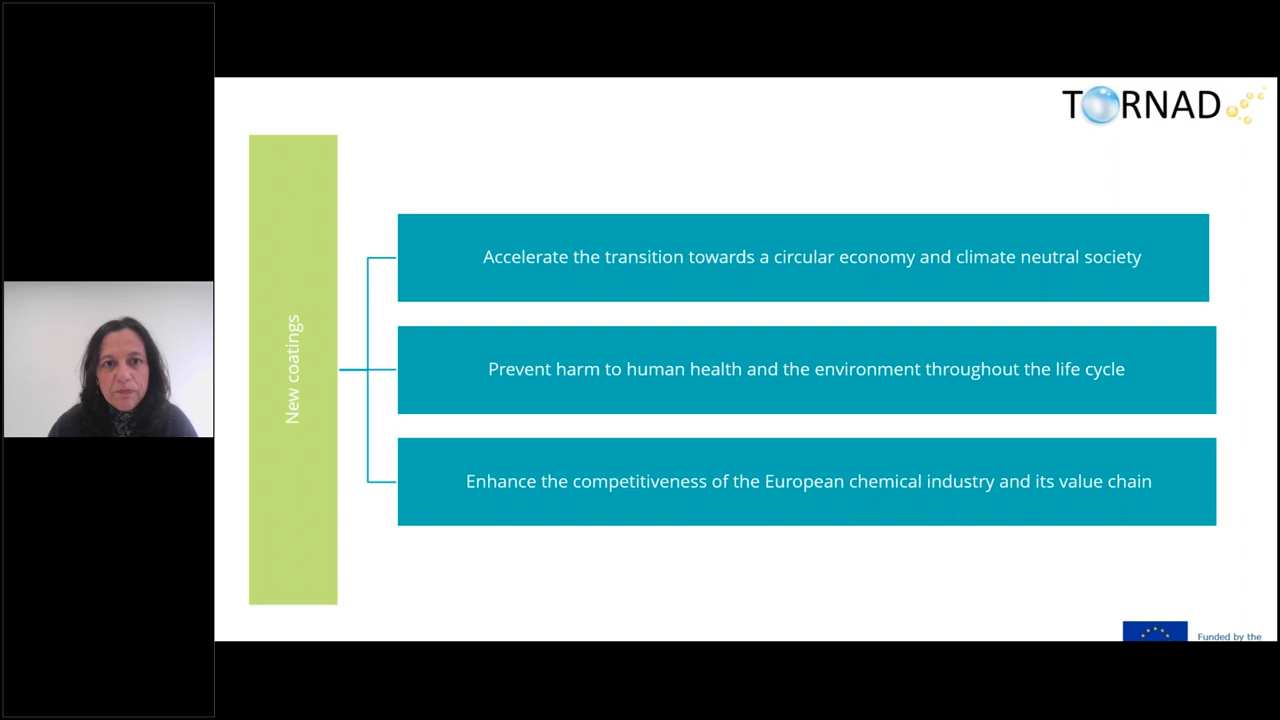 TORNADO
New coatings
Accelerate the transition towards a circular economy and climate neutral society
Prevent harm to human health and the environment throughout the life cycle
Enhance the competitiveness of the European chemical industry and its value chain
Funded by the